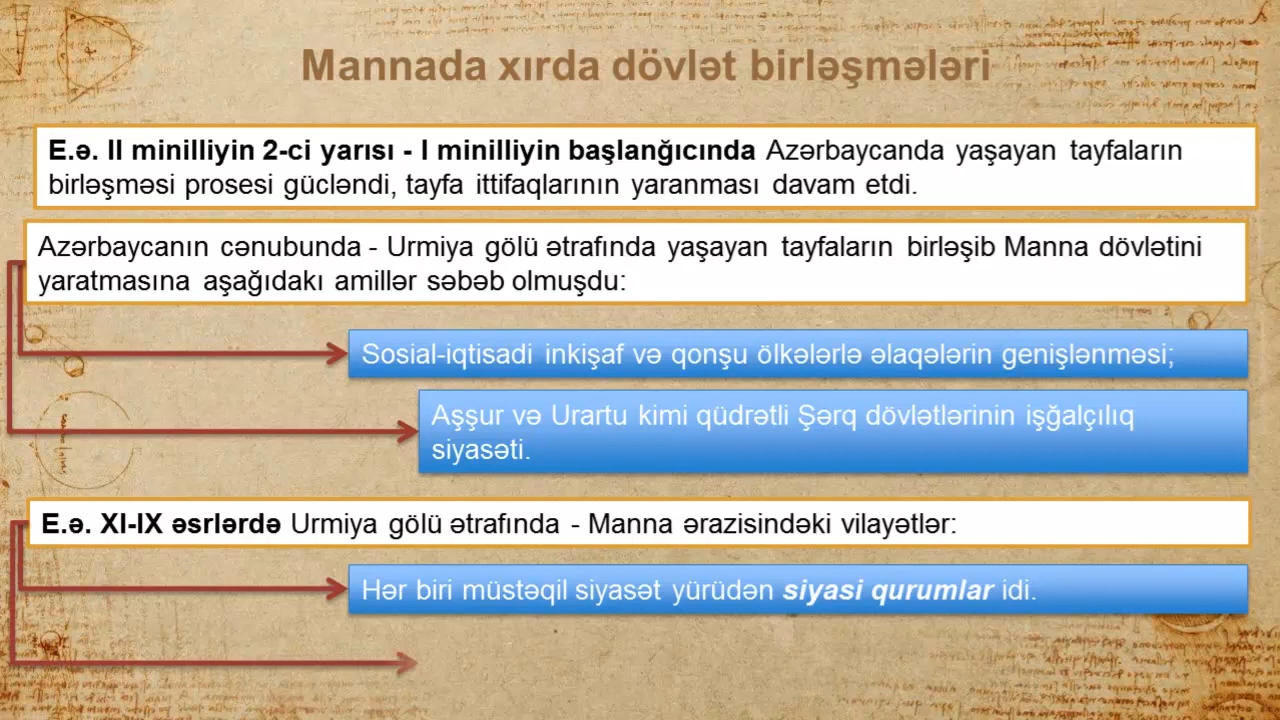 Mannada xırda dövlət birləşmələri
E.ə. II minilliyin 2-ci yarısı - I minilliyin başlanğıcında Azərbaycanda yaşayan tayfaların
birləşməsi prosesi gücləndi, tayfa ittifaqlarının yaranması davam etdi.
Azərbaycanın cənubunda - Urmiya gölü ətrafında yaşayan tayfaların birləşib Manna dövlətini
yaratmasına aşağıdakı amillər səbəb olmuşdu:
Sosial-iqtisadi inkişaf və qonşu ölkələrlə əlaqələrin genişlənməsi;
Aşşur və Urartu kimi qüdrətli Şərq dövlətlərinin işğalçılıq
siyasəti.
E.ə. XI-IX əsrlərdə Urmiya gölü ətrafında - Manna ərazisindəki vilayətlər:
Hər biri müstəqil siyasət yürüdən siyasi qurumlar idi.